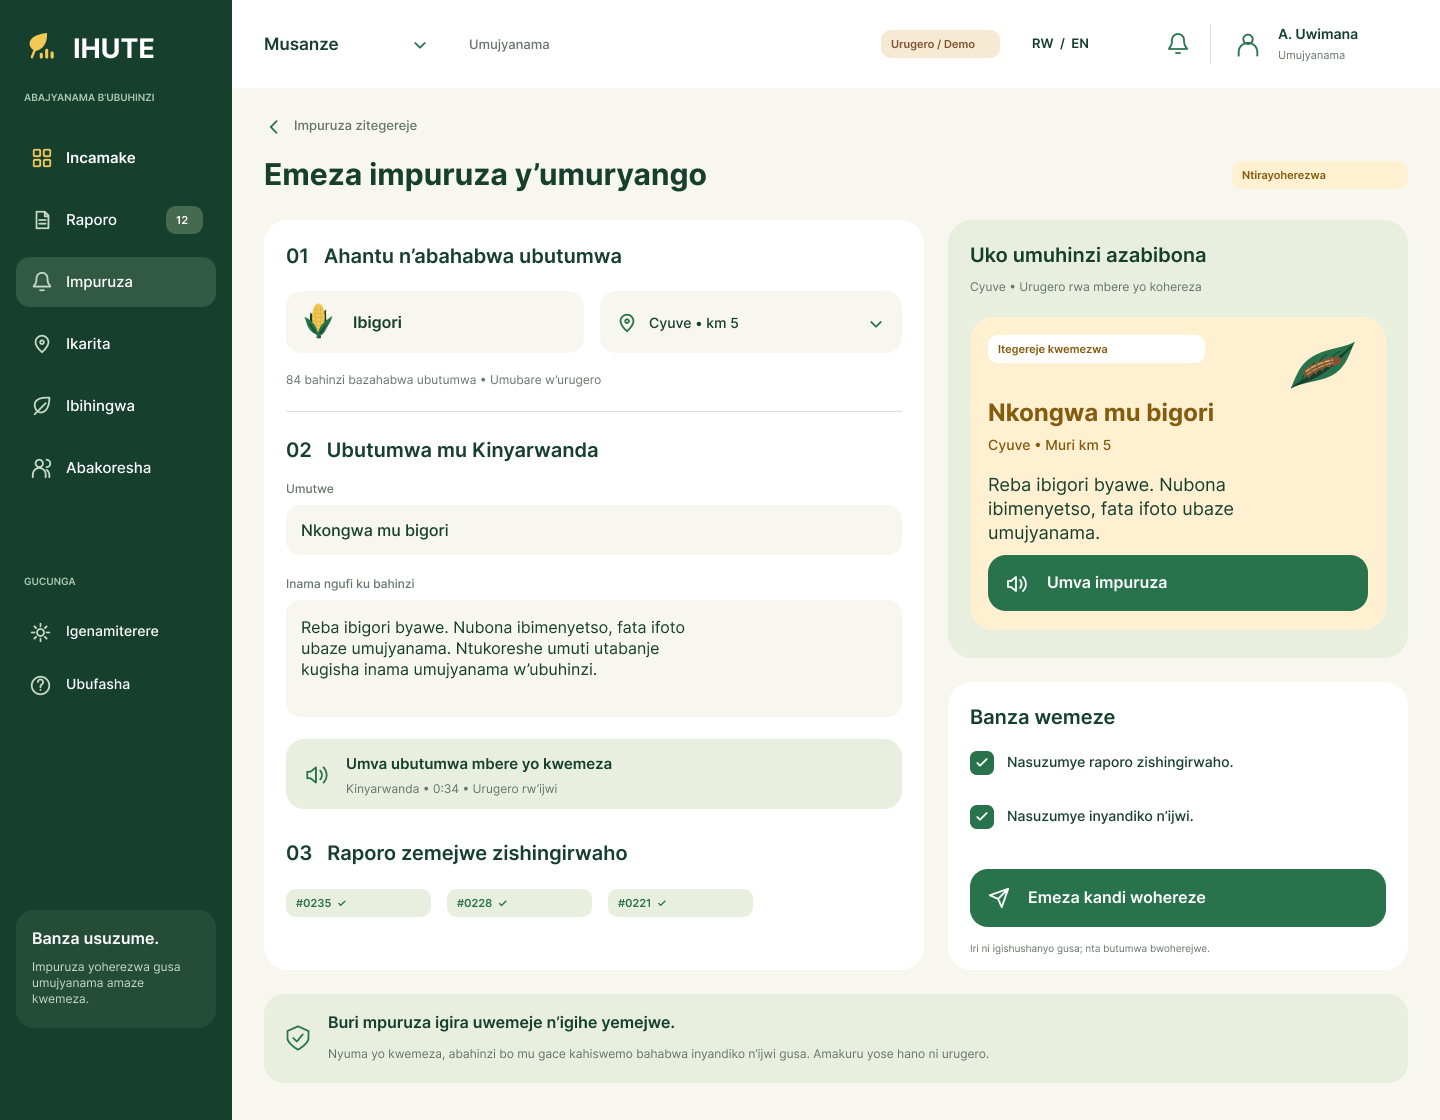 IHUTE
ABAJYANAMA B'UBUHINZI
Incamake
Raporo
12
Impuruza
Ikarita
Ibihingwa
Abakoresha
GUCUNGA
Igenamiterere
Ubufasha
Banza usuzume.
Impuruza yoherezwa gusa
umujyanama amaze
kwemeza.
Musanze
Umujyanama
Urugero / Demo
RW / EN
A. Uwimana
Umujyanama
Impuruza zitegereje
Emeza impuruza y’umuryango
Ntirayoherezwa
01 Ahantu n’abahabwa ubutumwa
Ibigori
Cyuve • km 5
84 bahinzi bazahabwa ubutumwa • Umubare w’urugero
02 Ubutumwa mu Kinyarwanda
Umutwe
Nkongwa mu bigori
Inama ngufi ku bahinzi
Reba ibigori byawe. Nubona ibimenyetso, fata ifoto
ubaze umujyanama. Ntukoreshe umuti utabanje
kugisha inama umujyanama w’ubuhinzi.
Umva ubutumwa mbere yo kwemeza
Kinyarwanda • 0:34 • Urugero rw’ijwi
03 Raporo zemejwe zishingirwaho
#0235 ✓
#0228 ✓
#0221 ✓
Uko umuhinzi azabibona
Cyuve • Urugero rwa mbere yo kohereza
Itegereje kwemezwa
Nkongwa mu bigori
Cyuve • Muri km 5
Reba ibigori byawe. Nubona
ibimenyetso, fata ifoto ubaze
umujyanama.
Umva impuruza
Banza wemeze
Nasuzumye raporo zishingirwaho.
Nasuzumye inyandiko n’ijwi.
Emeza kandi wohereze
Iri ni igishushanyo gusa; nta butumwa bwoherejwe.
Buri mpuruza igira uwemeje n’igihe yemejwe.
Nyuma yo kwemeza, abahinzi bo mu gace kahiswemo bahabwa inyandiko n’ijwi gusa. Amakuru yose hano ni urugero.